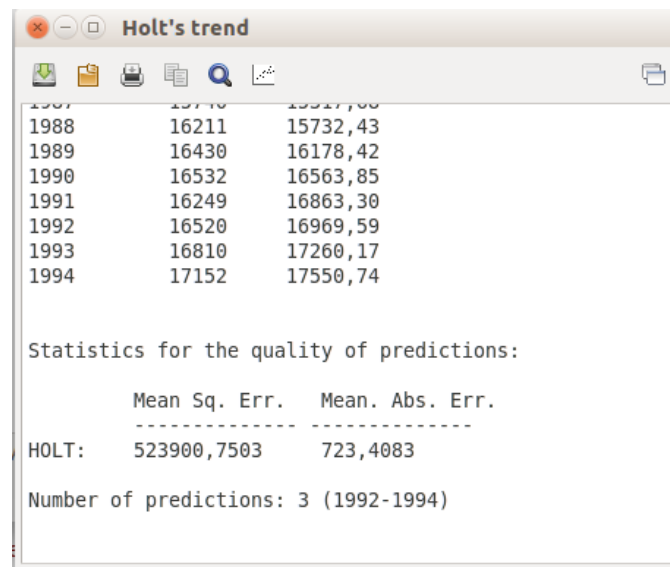 Holt's trend
1988 16211 15732,43
1989 16430 16178,42
1990 16532 16563,85
1991 16249 16863,30
1992 16520 16969,59
1993 16810 17260,17
1994 17152 17550,74
Statistics for the quality of predictions:
Mean Sq. Err. Mean. Abs. Err.
-------------- --------------
HOLT: 523900,7503 723,4083
Number of predictions: 3 (1992-1994)